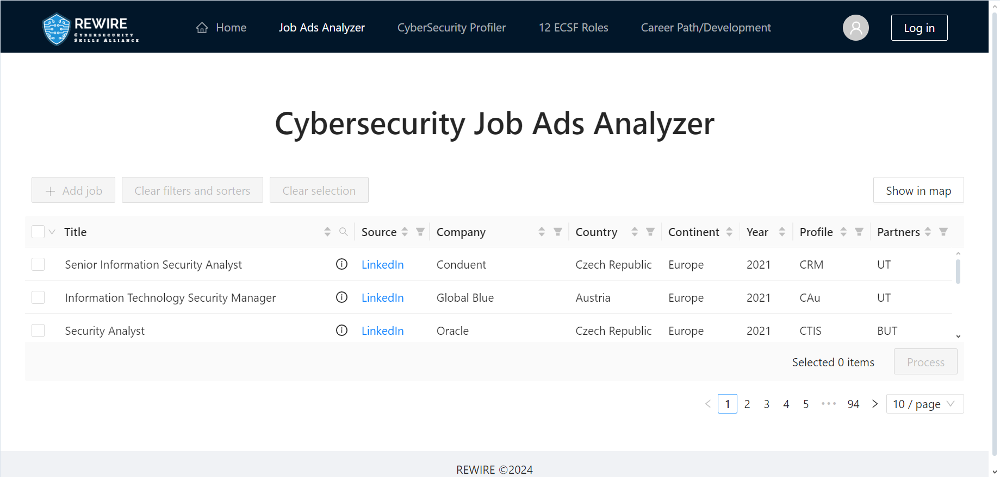 REWIRE
CYBERSECURITY
SKILLS ALLIANCE
Home
Job Ads Analyzer
CyberSecurity Profiler
12 ECSF Roles
Career Path/Development
Log in
Cybersecurity Job Ads Analyzer
+ Add job
Clear filters and sorters
Clear selection
Show in map
Title Source Company Country Continent Year Profile Partners
Senior Information Security Analyst LinkedIn Conduent Czech Republic Europe 2021 CRM UT
Information Technology Security Manager LinkedIn Global Blue Austria Europe 2021 CAu UT
Security Analyst LinkedIn Oracle Czech Republic Europe 2021 CTIS BUT
Selected 0 items Process
< 1 2 3 4 5 ••• 94 > 10 / page
REWIRE ©2024